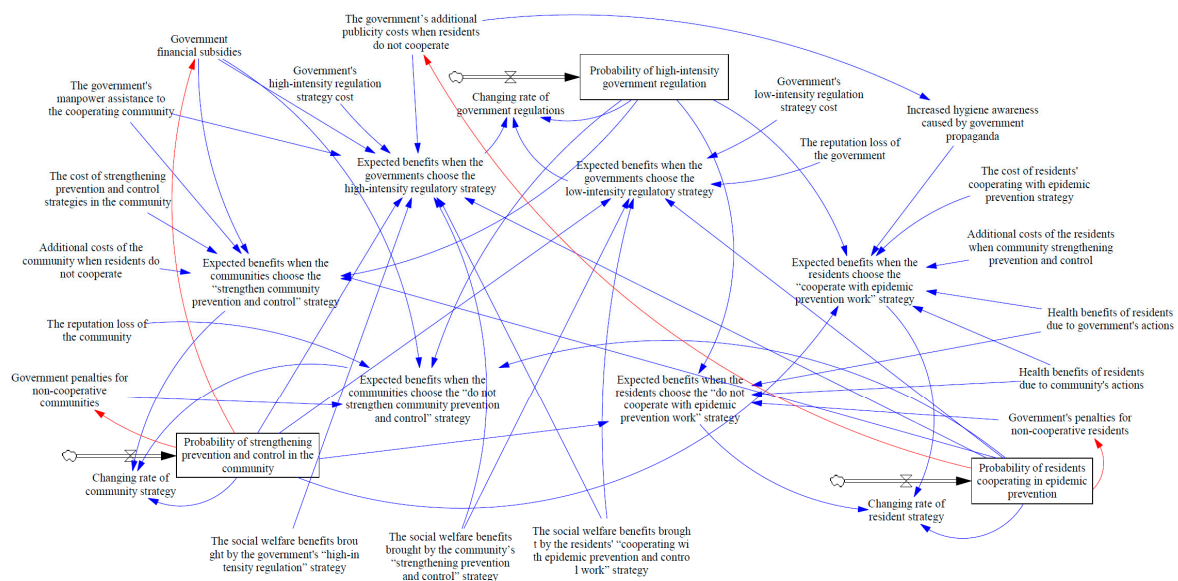 Government
financial subsidies
The government's additional
publicity costs when residents
do not cooperate
The government's
manpower assistance to
the cooperating community
Government's
high-intensity regulation
strategy cost
Changing rate of
government regulations
Probability of high-intensity
government regulation
Government's
low-intensity regulation
strategy cost
Increased hygiene awareness
caused by government
propaganda
The reputation loss of
the government
Expected benefits when the
governments choose the
high-intensity regulatory strategy
Expected benefits when the
governments choose the
low-intensity regulatory strategy
The cost of strengthening
prevention and control
strategies in the community
The cost of residents'
cooperating with epidemic
prevention strategy
Additional costs of the
community when residents do
not cooperate
Expected benefits when the
communities choose the
“strengthen community
prevention and control” strategy
Expected benefits when the
residents choose the
“cooperate with epidemic
prevention work” strategy
Additional costs of the residents
when community strengthening
prevention and control
Health benefits of residents
due to government's actions
The reputation loss of
the community
Government penalties for
non-cooperative
communities
Expected benefits when the
communities choose the “do not
strengthen community prevention
and control” strategy
Expected benefits when the
residents choose the “do not
cooperate with epidemic
prevention work” strategy
Health benefits of residents
due to community's actions
Government's penalties for
non-cooperative residents
Probability of strengthening
prevention and control in the
community
Changing rate of
community strategy
Probability of residents
cooperating in epidemic
prevention
Changing rate of
resident strategy
The social welfare benefits brou
ght by the government's “high-in
tensity regulation” strategy
The social welfare benefits
brought by the community's
“strengthening prevention
and control” strategy
The social welfare benefits brough
t by the residents' “cooperating wi
th epidemic prevention and contro
l work” strategy